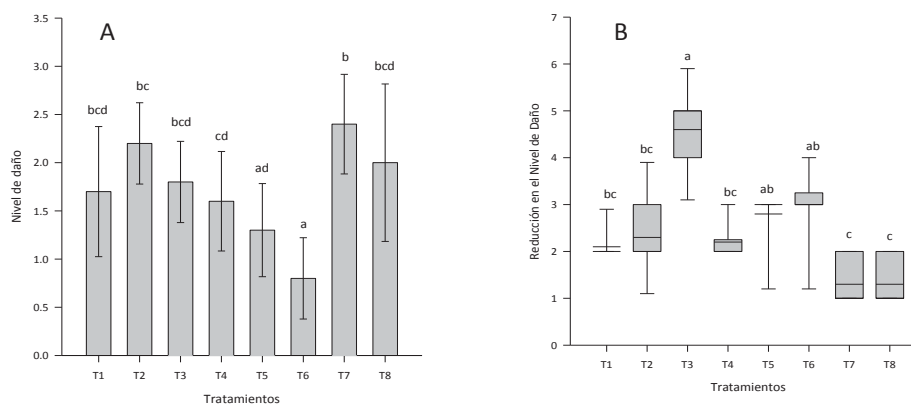 A
Nivel de daño
3.5
3.0
2.5
2.0
1.5
1.0
0.5
0.0
bcd
bc
bcd
cd
ad
a
b
bcd
T1 T2 T3 T4 T5 T6 T7 T8
Tratamientos
B
Reducción en el Nivel de Daño
7
6
5
4
3
2
1
0
bc
bc
a
bc
ab
ab
c
c
T1 T2 T3 T4 T5 T6 T7 T8
Tratamientos